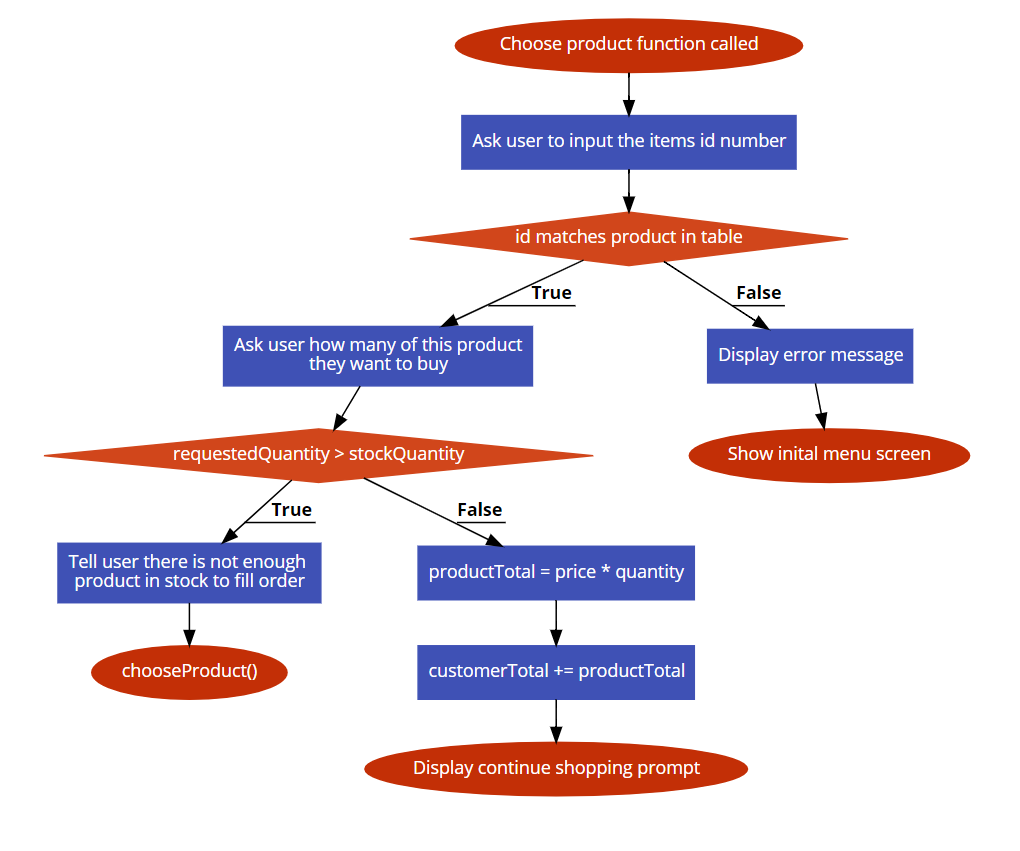 Choose product function called
Ask user to input the items id number
id matches product in table
True
False
Ask user how many of this product
they want to buy
Display error message
requestedQuantity > stockQuantity
Show inital menu screen
True
False
Tell user there is not enough
product in stock to fill order
productTotal = price * quantity
chooseProduct()
customerTotal += productTotal
Display continue shopping prompt